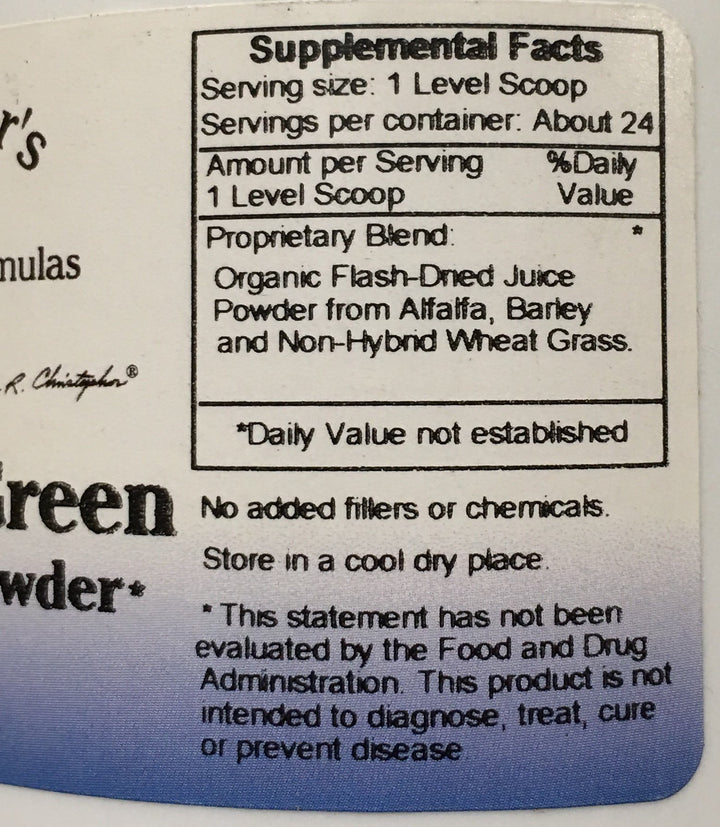 r's
mulas
R. Christopher®
Green
wder*
Supplemental Facts
Serving size: 1 Level Scoop
Servings per container: About 24
Amount per Serving %Daily
1 Level Scoop Value
Proprietary Blend: *
Organic Flash-Dried Juice
Powder from Alfalfa, Barley
and Non-Hybrid Wheat Grass.
*Daily Value not established
No added fillers or chemicals.
Store in a cool dry place.
* This statement has not been
evaluated by the Food and Drug
Administration. This product is not
intended to diagnose, treat, cure
or prevent disease